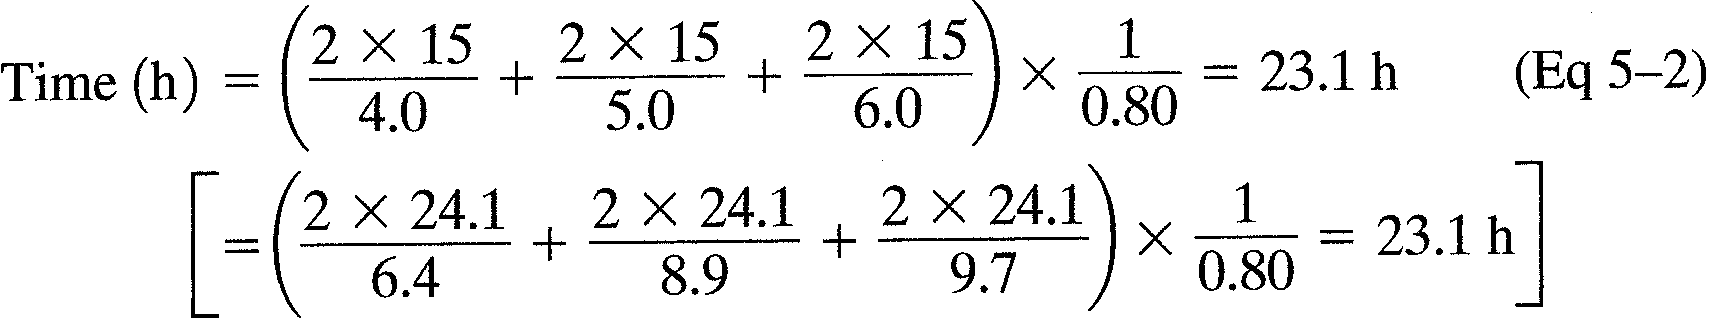 Time (h) = (2 × 15/4.0 + 2 × 15/5.0 + 2 × 15/6.0) × 1/0.80 = 23.1 h (Eq 5–2)
[= (2 × 24.1/6.4 + 2 × 24.1/8.9 + 2 × 24.1/9.7) × 1/0.80 = 23.1 h]